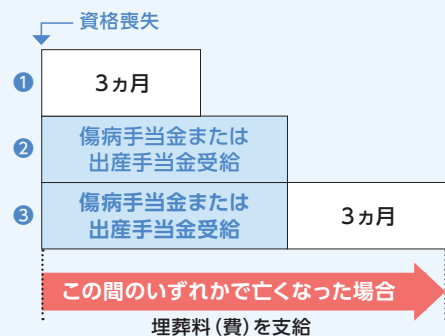 資格喪失
❶
3ヵ月
❷
傷病手当金または
出産手当金受給
❸
傷病手当金または
出産手当金受給
3ヵ月
この間のいずれかで亡くなった場合
埋葬料（費）を支給